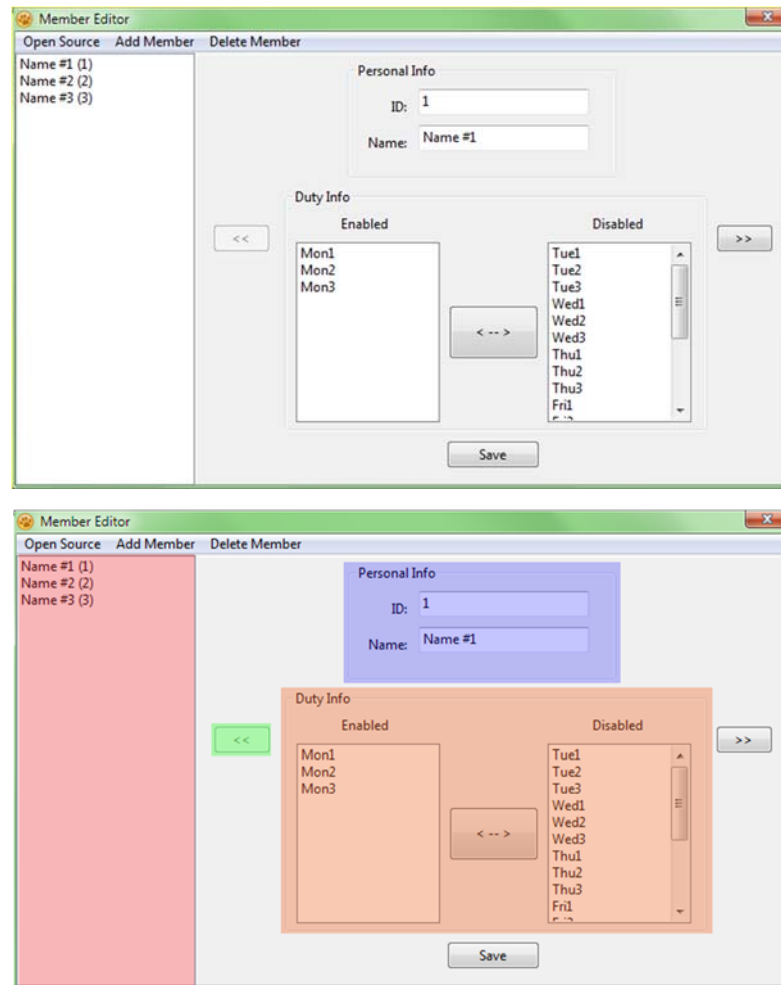 Member Editor
Open Source Add Member Delete Member
Name #1 (1)
Name #2 (2)
Name #3 (3)
Personal Info
ID: 1
Name: Name #1
Duty Info
Enabled Disabled
<<
>>
Mon1
Mon2
Mon3
< -- >
Tue1
Tue2
Tue3
Wed1
Wed2
Wed3
Thu1
Thu2
Thu3
Fri1
Save
Member Editor
Open Source Add Member Delete Member
Name #1 (1)
Name #2 (2)
Name #3 (3)
Personal Info
ID: 1
Name: Name #1
Duty Info
Enabled Disabled
<<
>>
Mon1
Mon2
Mon3
< -- >
Tue1
Tue2
Tue3
Wed1
Wed2
Wed3
Thu1
Thu2
Thu3
Fri1
Save